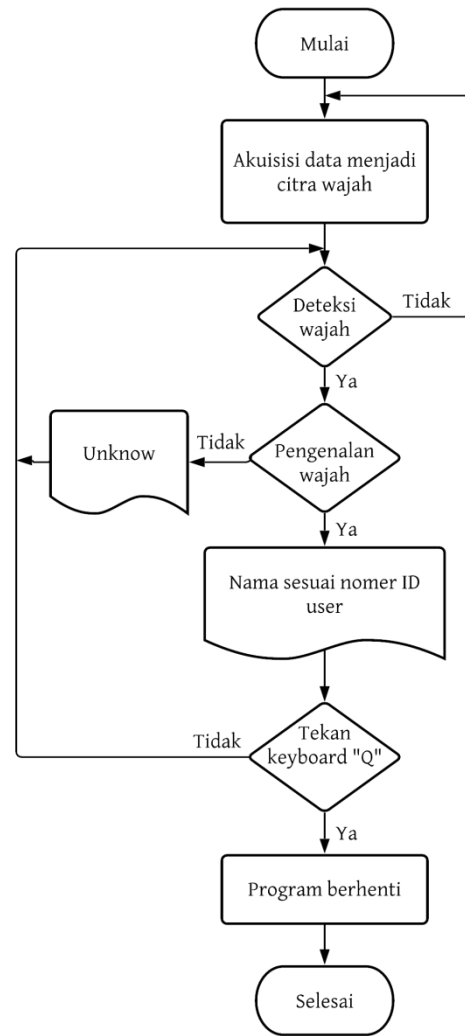 Mulai
Akuisisi data menjadi
citra wajah
Deteksi
wajah
Tidak
Ya
Unknow
Tidak
Pengenalan
wajah
Ya
Nama sesuai nomer ID
user
Tidak
Tekan
keyboard "Q"
Ya
Program berhenti
Selesai